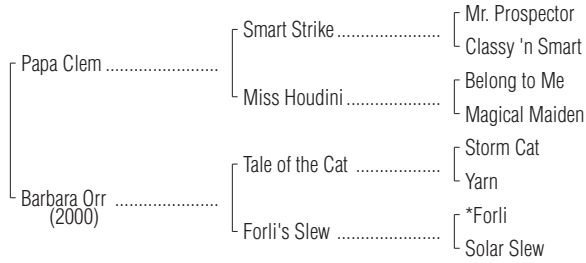 Mr. Prospector
Smart Strike
Classy 'n Smart
Papa Clem
Belong to Me
Miss Houdini
Magical Maiden
Storm Cat
Tale of the Cat
Yarn
Barbara Orr
(2000)
*Forli
Forli's Slew
Solar Slew